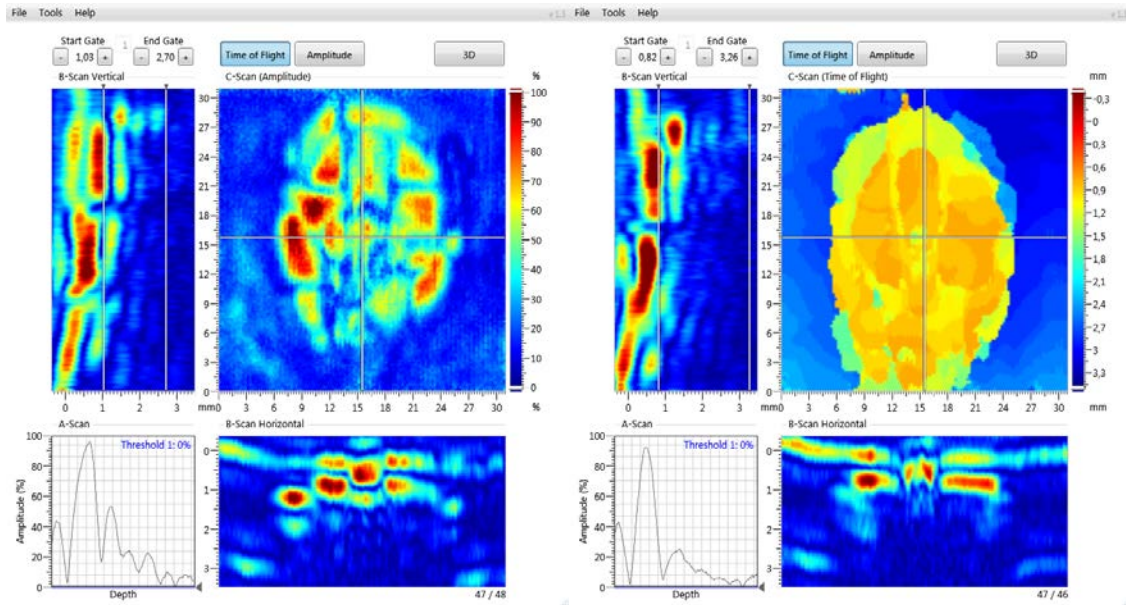 File Tools Help
v 1.3
Start Gate
1
End Gate
- 1,03 +
- 2,70 +
Time of Flight
Amplitude
3D
B-Scan Vertical
C-Scan (Amplitude)
%
30
27
24
21
18
15
12
9
6
3
0
100
90
80
70
60
50
40
30
20
10
0
0 1 2 3 mm
0 3 6 9 12 15 18 21 24 27 30
%
A-Scan
B-Scan Horizontal
Threshold 1: 0%
Amplitude (%)
100
80
60
40
20
0
Depth
0
1
2
3
47 / 48
File Tools Help
v 1.3
Start Gate
1
End Gate
- 0,82 +
- 3,26 +
Time of Flight
Amplitude
3D
B-Scan Vertical
C-Scan (Time of Flight)
mm
30
27
24
21
18
15
12
9
6
3
0
-0,3
-0,6
-0,9
-1,2
-1,5
-1,8
-2,1
-2,4
-2,7
-3
-3,3
0 1 2 3 mm
0 3 6 9 12 15 18 21 24 27 30
mm
A-Scan
B-Scan Horizontal
Threshold 1: 0%
Amplitude (%)
100
80
60
40
20
0
Depth
0
1
2
3
47 / 46